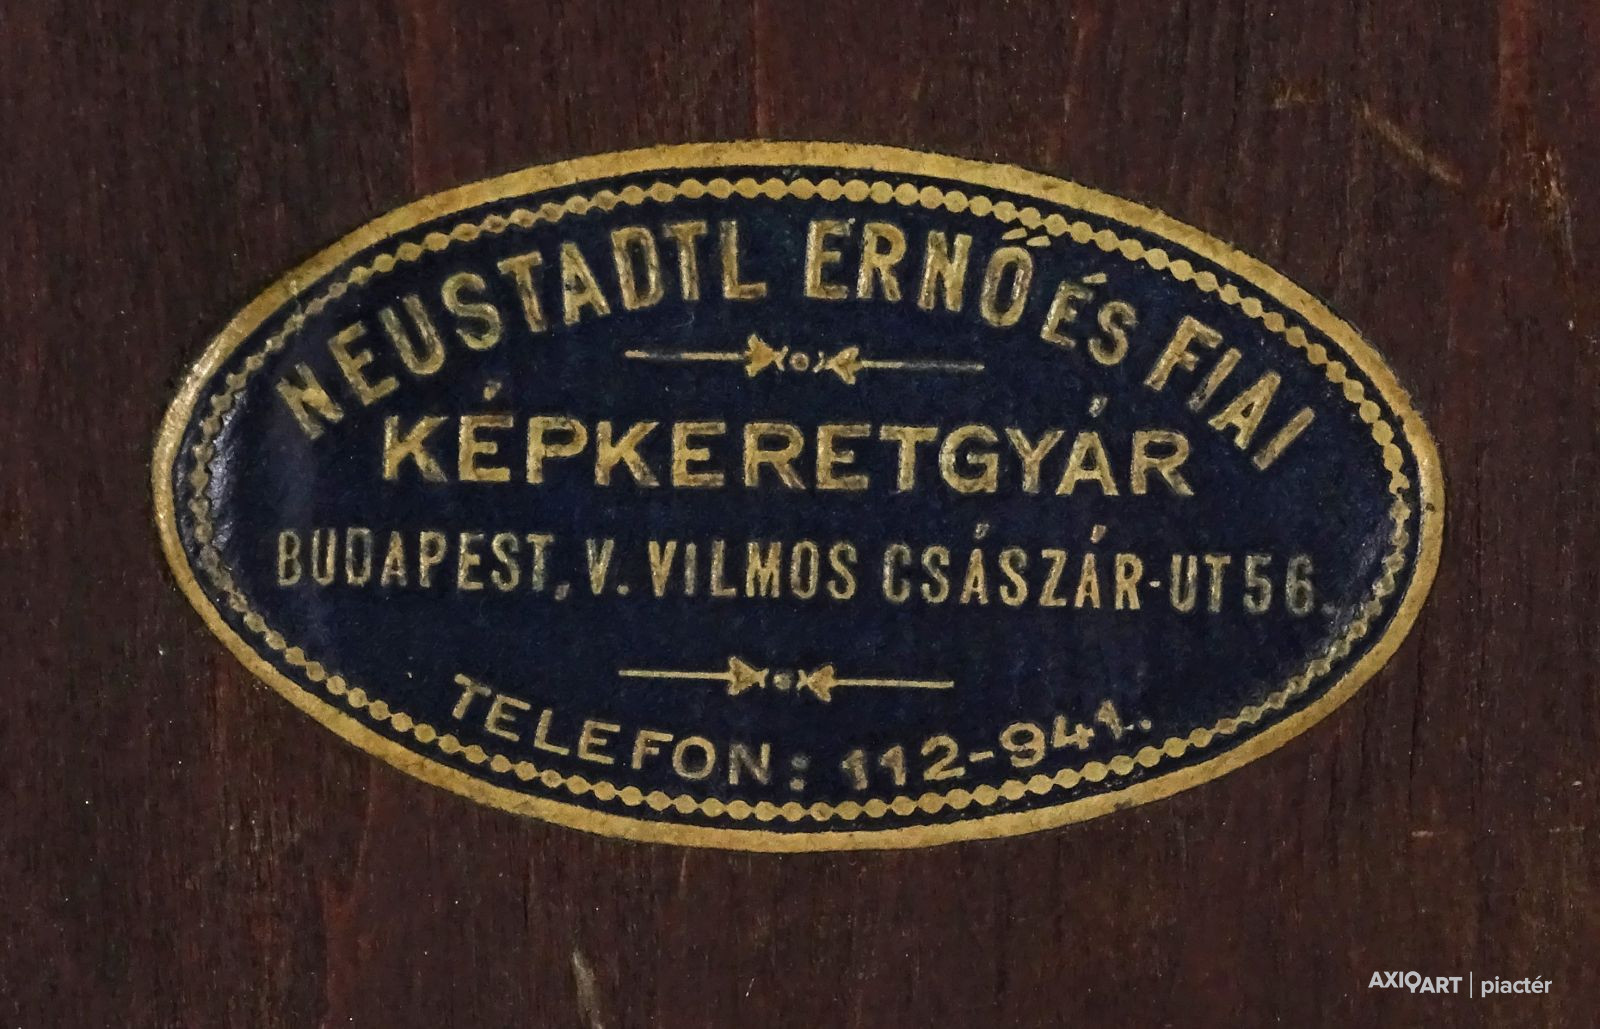 NEUSTADTL ERNŐ ÉS FIAI
KÉPKERETGYÁR
BUDAPEST, V. VILMOS CSÁSZÁR-UT 56.
TELEFON: 112-941.
AXIOART | piactér